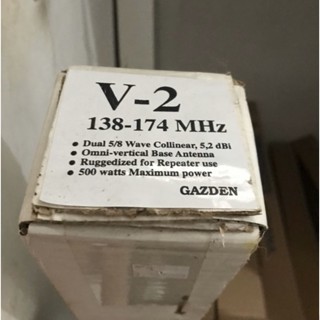 V-2
138-174 MHz
● Dual 5/8 Wave Collinear, 5,2 dBi
● Omni-vertical Base Antenna
● Ruggedized for Repeater use
● 500 watts Maximum power
GAZDEN